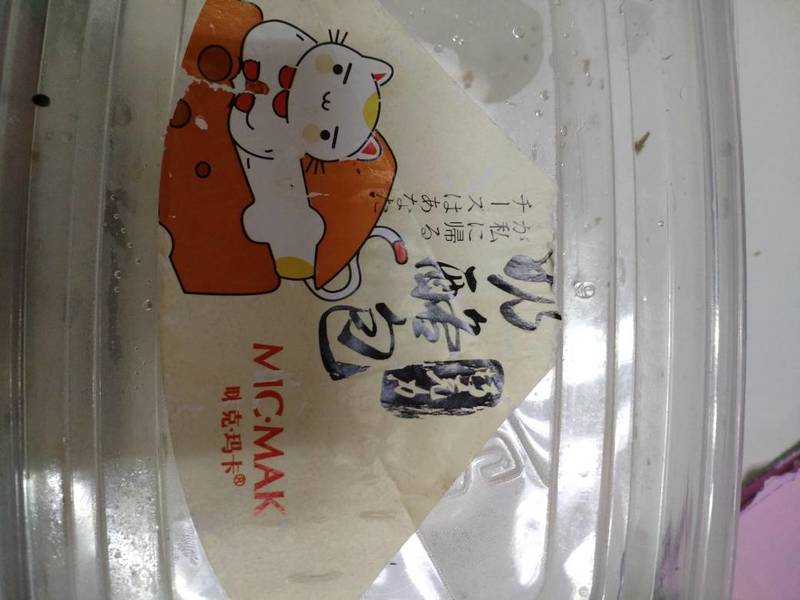 チースはあなた
が私に帰る
奶酪包
MIC·MAK
咪克·玛卡®